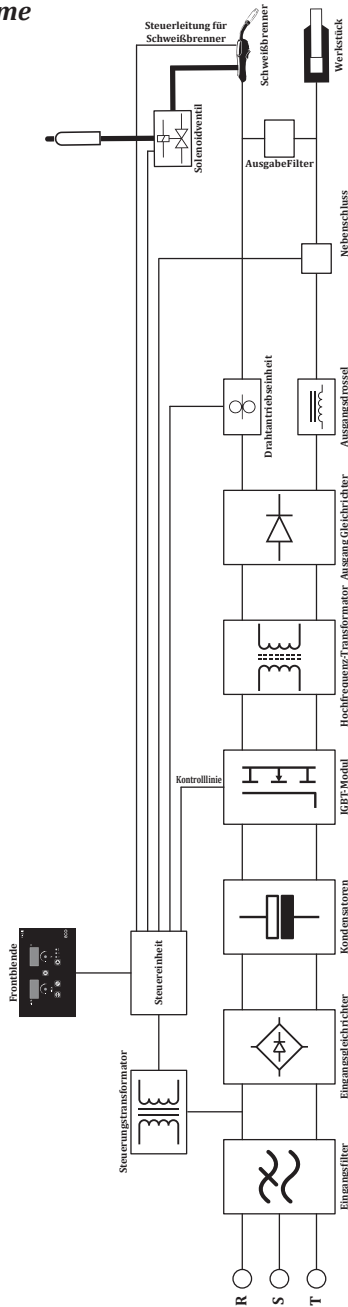 me
Steuerleitung für
Schweißbrenner
Schweißbrenner
Werkstück
Solenoidventil
AusgabeFilter
Nebenschluss
Drahtantriebseinheit
Ausgangsdrossel
Ausgang Gleichrichter
Hochfrequenz-Transformator
Kontrolllinie
IGBT-Modul
Frontblende
Steuereinheit
Kondensatoren
Steuerungstransformator
Eingangsgleichrichter
Eingangsfilter
R
S
T